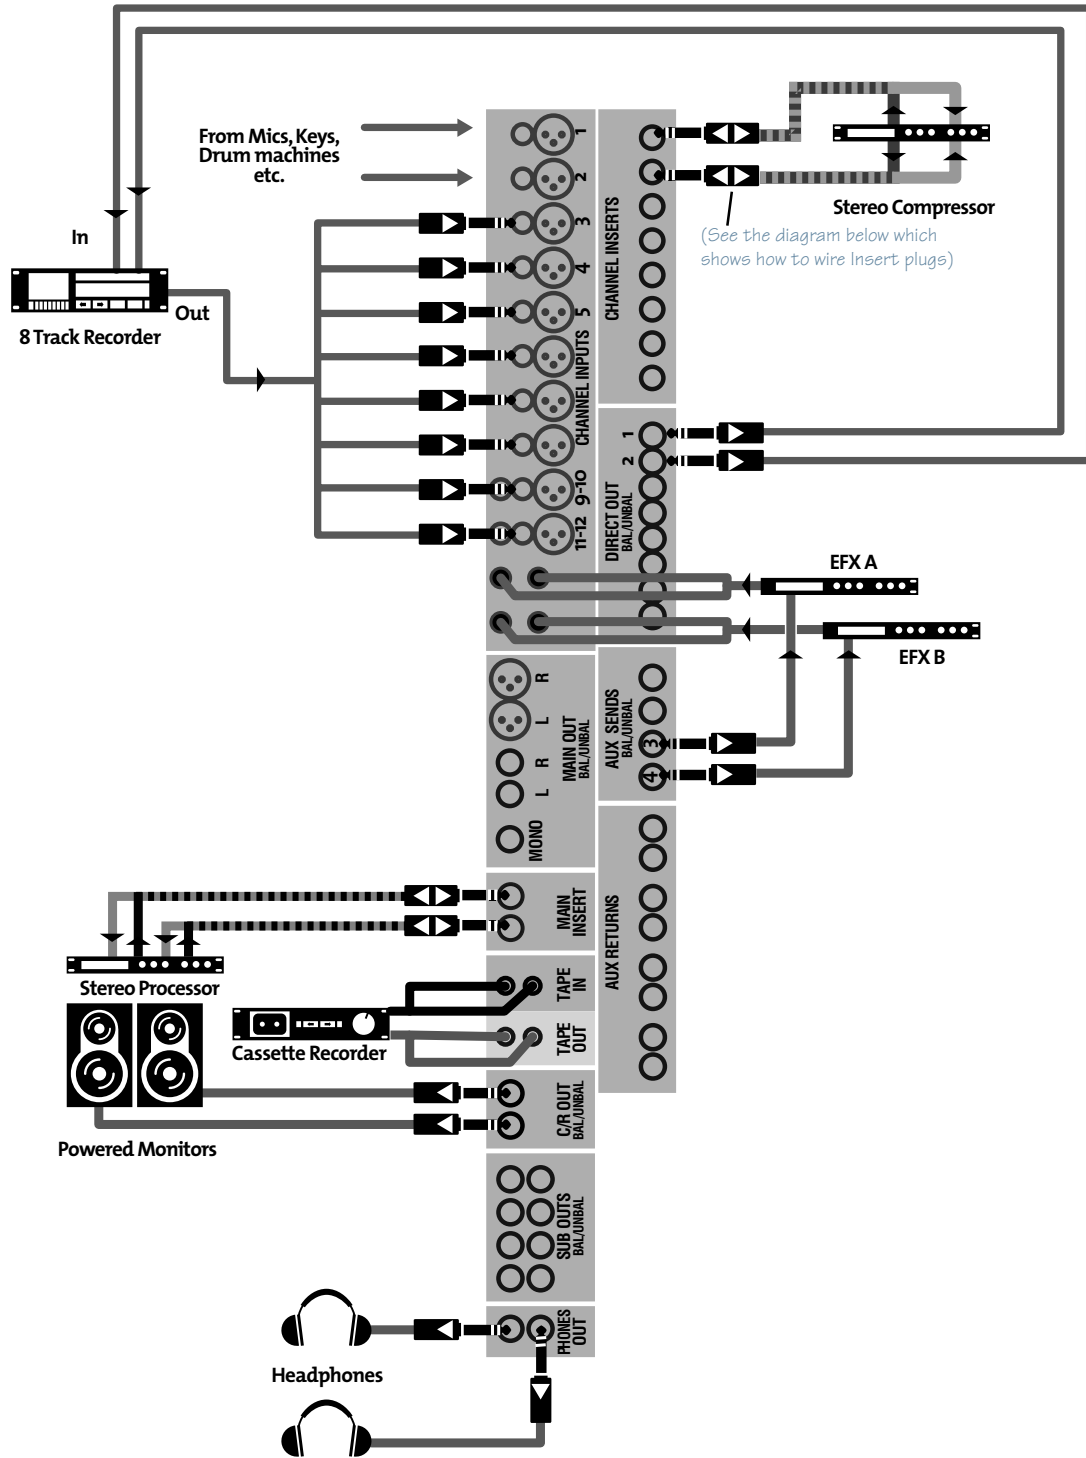 From Mics, Keys,
Drum machines
etc.
In
Out
8 Track Recorder
1
2
3
4
5
CHANNEL INPUTS
9-10
11-12
CHANNEL INSERTS
Stereo Compressor
(See the diagram below which
shows how to wire Insert plugs)
1
2
DIRECT OUT
BAL/UNBAL
EFX A
EFX B
R
L
R
L
MAIN OUT
BAL/UNBAL
MONO
AUX SENDS
BAL/UNBAL
3
4
AUX RETURNS
MAIN
INSERT
Stereo Processor
TAPE
IN
TAPE
OUT
Cassette Recorder
C/R OUT
BAL/UNBAL
Powered Monitors
SUB OUTS
BAL/UNBAL
PHONES
OUT
Headphones